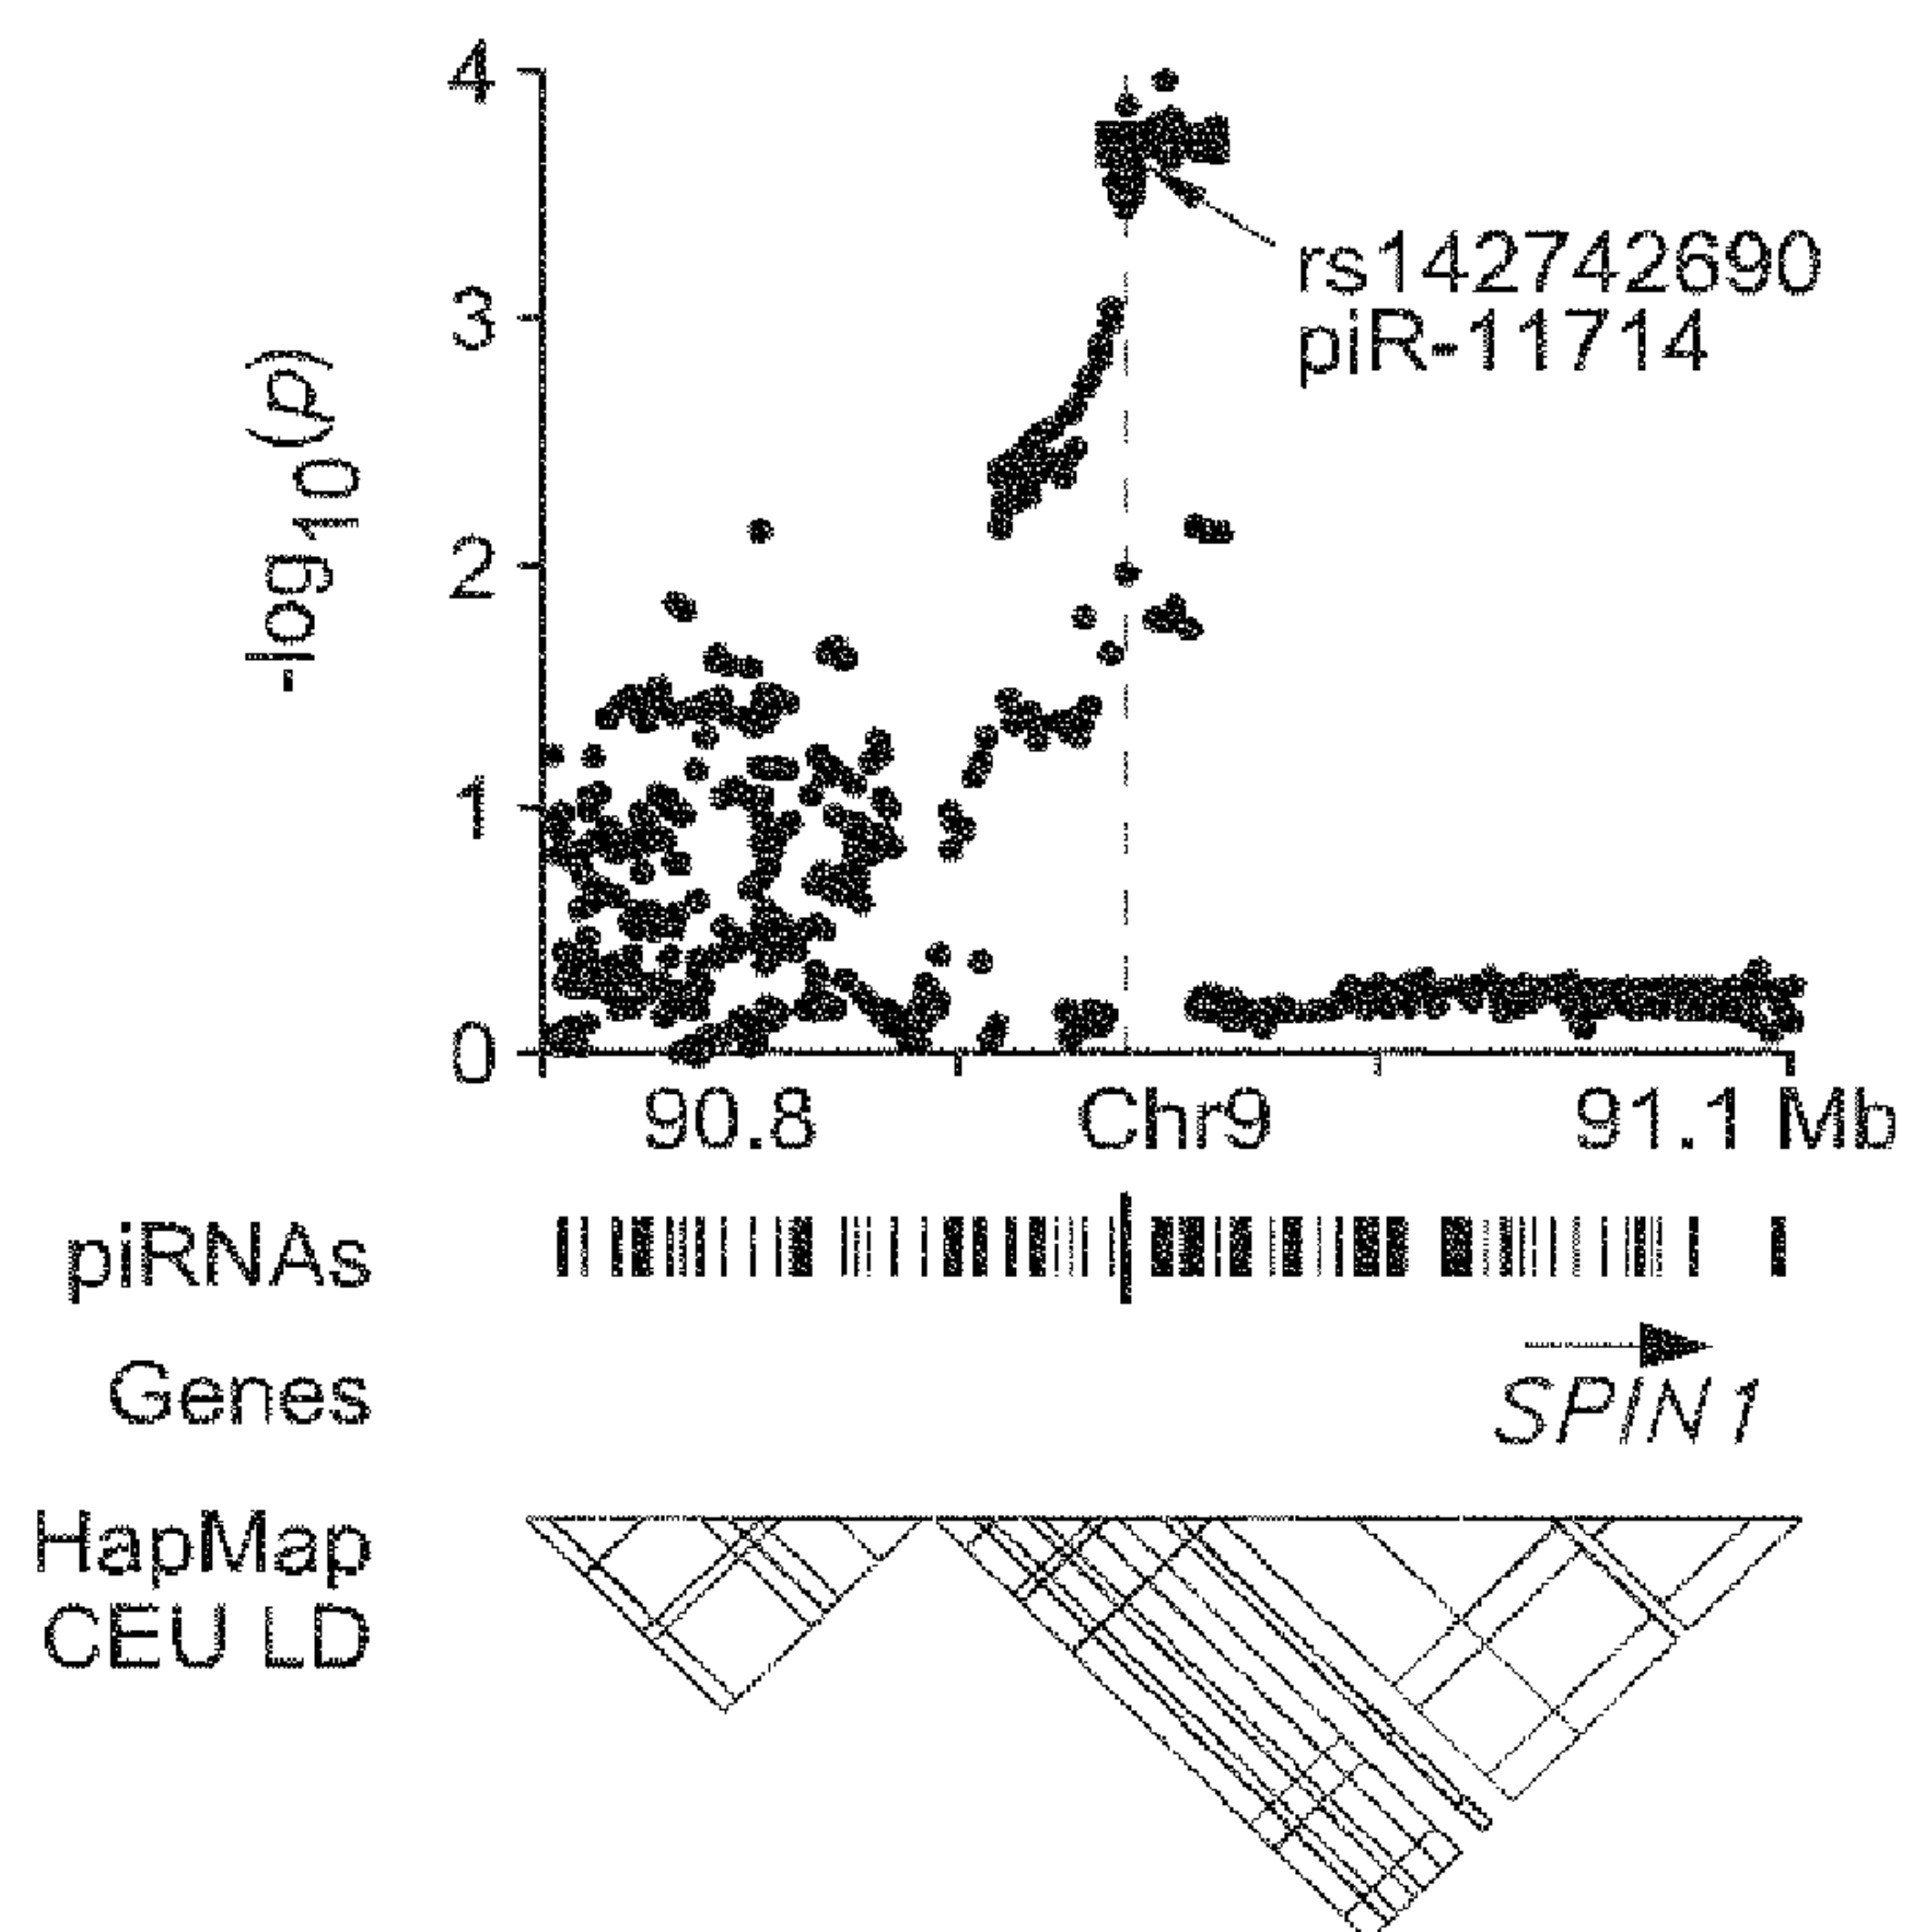 4
3
2
1
0
-log10 (p)
rs142742690
piR-11714
90.8 Chr9 91.1 Mb
piRNAs
Genes
SPIN1
HapMap
CEU LD